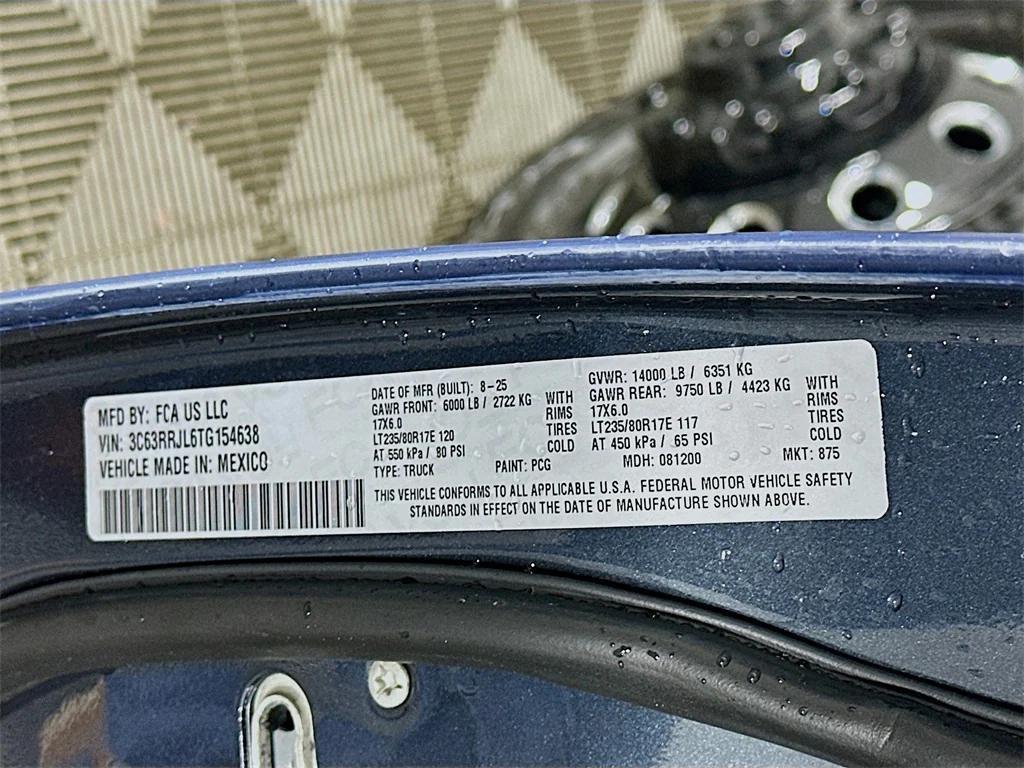 MFD BY: FCA US LLC
VIN: 3C63RRJL6TG154638
VEHICLE MADE IN: MEXICO
DATE OF MFR (BUILT): 8-25
GAWR FRONT: 6000 LB / 2722 KG
17X6.0
LT235/80R17E 120
AT 550 kPa / 80 PSI
WITH
RIMS
TIRES
COLD
TYPE: TRUCK PAINT: PCG
GVWR: 14000 LB / 6351 KG
GAWR REAR: 9750 LB / 4423 KG
17X6.0
LT235/80R17E 117
AT 450 kPa / 65 PSI
WITH
RIMS
TIRES
COLD
MDH: 081200 MKT: 875
THIS VEHICLE CONFORMS TO ALL APPLICABLE U.S.A. FEDERAL MOTOR VEHICLE SAFETY
STANDARDS IN EFFECT ON THE DATE OF MANUFACTURE SHOWN ABOVE.